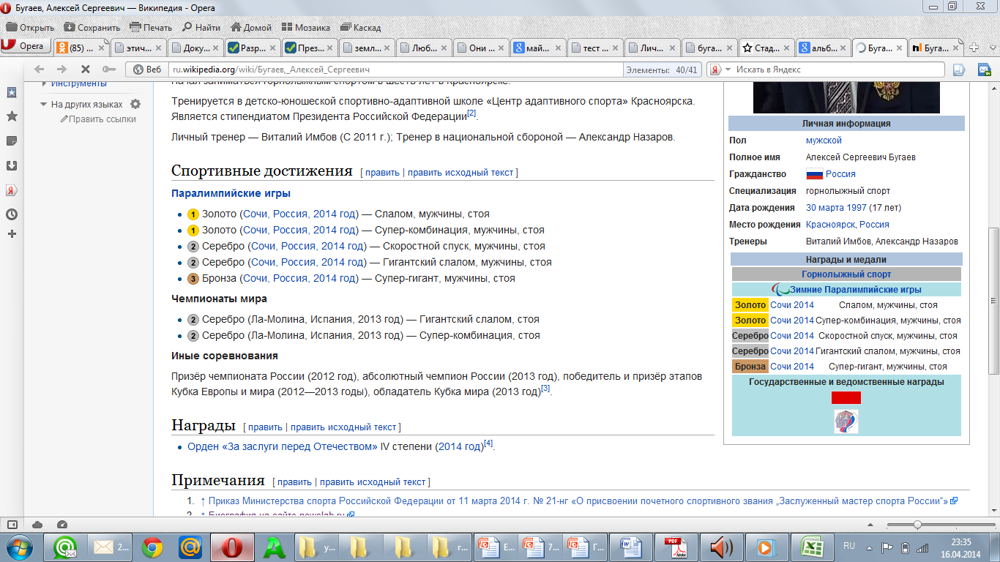 Бугаев, Алексей Сергеевич — Википедия - Opera
Открыть Сохранить Печать Найти Домой Мозаика Каскад
Opera (85) ... этич... Доку... Разр... През... земл... Люб... Они ... май... тест ... Лич... буга... Стад... альб... Буга... Буга...
Веб ru.wikipedia.org/wiki/Бугаев,_Алексей_Сергеевич Элементы: 40/41 Искать в Яндекс
Инструменты
На других языках
Править ссылки
Начал заниматься горнолыжным спортом в шесть лет в Красноярске.
Тренируется в детско-юношеской спортивно-адаптивной школе «Центр адаптивного спорта» Красноярска.
Является стипендиатом Президента Российской Федерации[2].
Личный тренер — Виталий Имбов (С 2011 г.); Тренер в национальной сбороной — Александр Назаров.
Спортивные достижения [ править | править исходный текст ]
Паралимпийские игры
1 Золото (Сочи, Россия, 2014 год) — Слалом, мужчины, стоя
1 Золото (Сочи, Россия, 2014 год) — Супер-комбинация, мужчины, стоя
2 Серебро (Сочи, Россия, 2014 год) — Скоростной спуск, мужчины, стоя
2 Серебро (Сочи, Россия, 2014 год) — Гигантский слалом, мужчины, стоя
3 Бронза (Сочи, Россия, 2014 год) — Супер-гигант, мужчины, стоя
Чемпионаты мира
2 Серебро (Ла-Молина, Испания, 2013 год) — Гигантский слалом, стоя
2 Серебро (Ла-Молина, Испания, 2013 год) — Супер-комбинация, стоя
Иные соревнования
Призёр чемпионата России (2012 год), абсолютный чемпион России (2013 год), победитель и призёр этапов
Кубка Европы и мира (2012—2013 годы), обладатель Кубка мира (2013 год)[3].
Награды [ править | править исходный текст ]
Орден «За заслуги перед Отечеством» IV степени (2014 год)[4].
Примечания [ править | править исходный текст ]
1. ↑ Приказ Министерства спорта Российской Федерации от 11 марта 2014 г. № 21-нг «О присвоении почетного спортивного звания „Заслуженный мастер спорта России“»
2. ↑ Биография на сайте newslab.ru
Личная информация
Пол мужской
Полное имя Алексей Сергеевич Бугаев
Гражданство Россия
Специализация горнолыжный спорт
Дата рождения 30 марта 1997 (17 лет)
Место рождения Красноярск, Россия
Тренеры Виталий Имбов, Александр Назаров
Награды и медали
Горнолыжный спорт
Зимние Паралимпийские игры
Золото Сочи 2014 Слалом, мужчины, стоя
Золото Сочи 2014 Супер-комбинация, мужчины, стоя
Серебро Сочи 2014 Скоростной спуск, мужчины, стоя
Серебро Сочи 2014 Гигантский слалом, мужчины, стоя
Бронза Сочи 2014 Супер-гигант, мужчины, стоя
Государственные и ведомственные награды
2... у... г... Е... 7... Г... PDF Adobe RU 23:35
16.04.2014